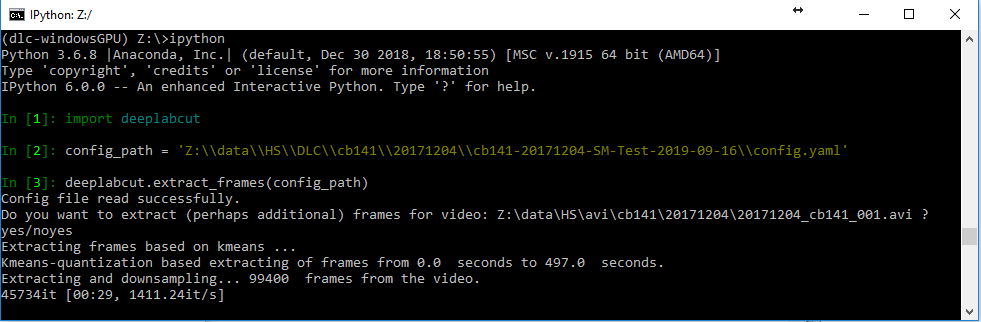 IPython: Z:/
(dlc-windowsGPU) Z:\>ipython
Python 3.6.8 |Anaconda, Inc.| (default, Dec 30 2018, 18:50:55) [MSC v.1915 64 bit (AMD64)]
Type 'copyright', 'credits' or 'license' for more information
IPython 6.0.0 -- An enhanced Interactive Python. Type '?' for help.
In [1]: import deeplabcut
In [2]: config_path = 'Z:\\data\\HS\\DLC\\cb141\\20171204\\cb141-20171204-SM-Test-2019-09-16\\config.yaml'
In [3]: deeplabcut.extract_frames(config_path)
Config file read successfully.
Do you want to extract (perhaps additional) frames for video: Z:\data\HS\avi\cb141\20171204\20171204_cb141_001.avi ?
yes/noyes
Extracting frames based on kmeans ...
Kmeans-quantization based extracting of frames from 0.0  seconds to 497.0  seconds.
Extracting and downsampling... 99400  frames from the video.
45734it [00:29, 1411.24it/s]